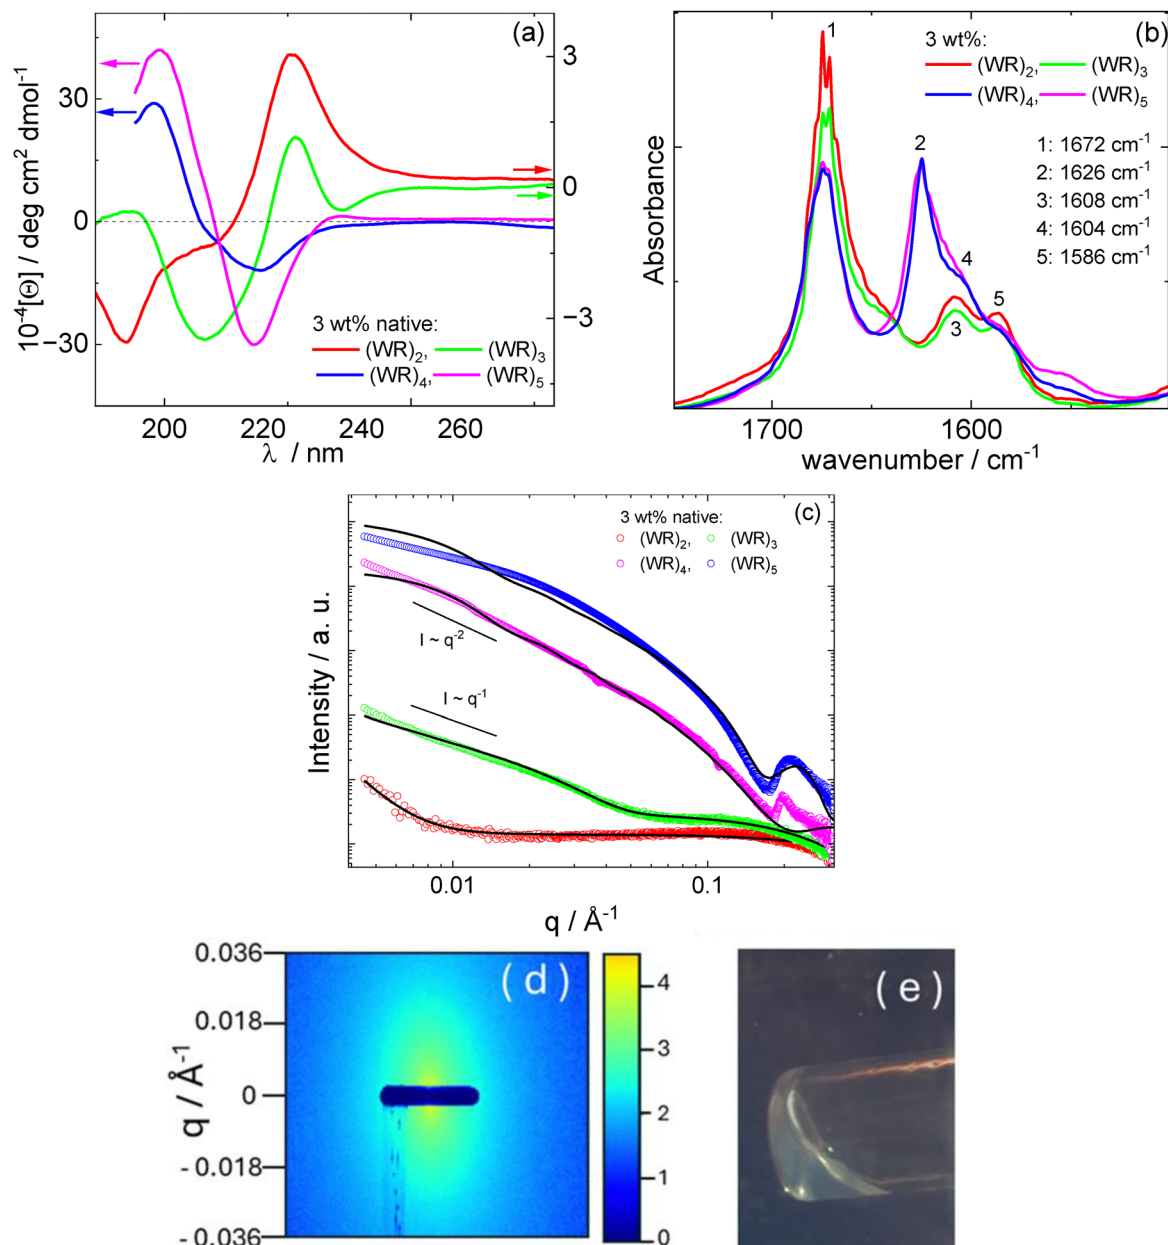 (a)
10⁻⁴[Θ] / deg cm² dmol⁻¹
30
0
−30
3
0
−3
3 wt% native:
(WR)₂, (WR)₃
(WR)₄, (WR)₅
200 220 240 260
λ / nm
(b)
Absorbance
3 wt%:
(WR)₂, (WR)₃
(WR)₄, (WR)₅
1: 1672 cm⁻¹
2: 1626 cm⁻¹
3: 1608 cm⁻¹
4: 1604 cm⁻¹
5: 1586 cm⁻¹
1
2
4
5
3
1700 1600
wavenumber / cm⁻¹
(c)
Intensity / a. u.
3 wt% native:
(WR)₂, (WR)₃
(WR)₄, (WR)₅
I ~ q⁻²
I ~ q⁻¹
0.01 0.1
q / Å⁻¹
(d)
q / Å⁻¹
0.036
0.018
0
-0.018
-0.036
4
3
2
1
0
(e)